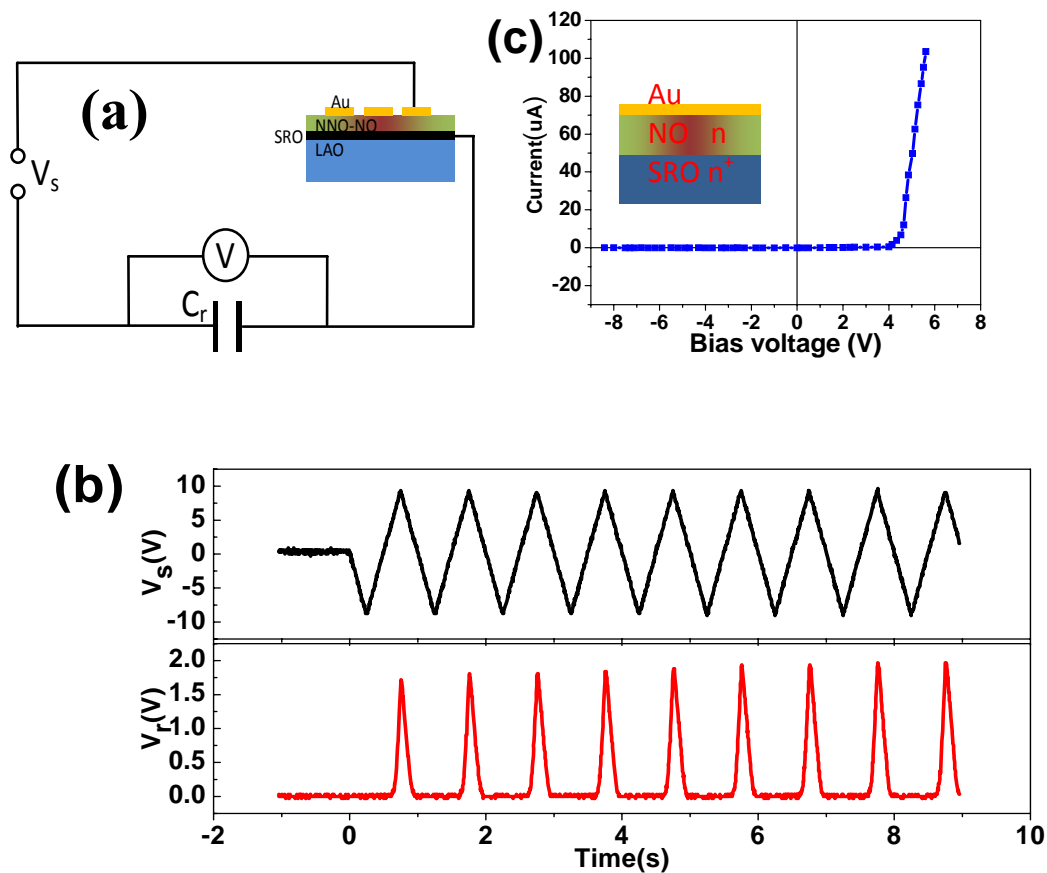 (a)
Au
NNO-NO
SRO
LAO
Vs
V
Cr
(c)
Current(uA)
120
100
80
60
40
20
0
-20
Au
NO n
SRO n+
-8 -6 -4 -2 0 2 4 6 8
Bias voltage (V)
(b)
Vs(V)
10
5
0
-5
-10
Vr(V)
2.0
1.5
1.0
0.5
0.0
-2 0 2 4 6 8 10
Time(s)